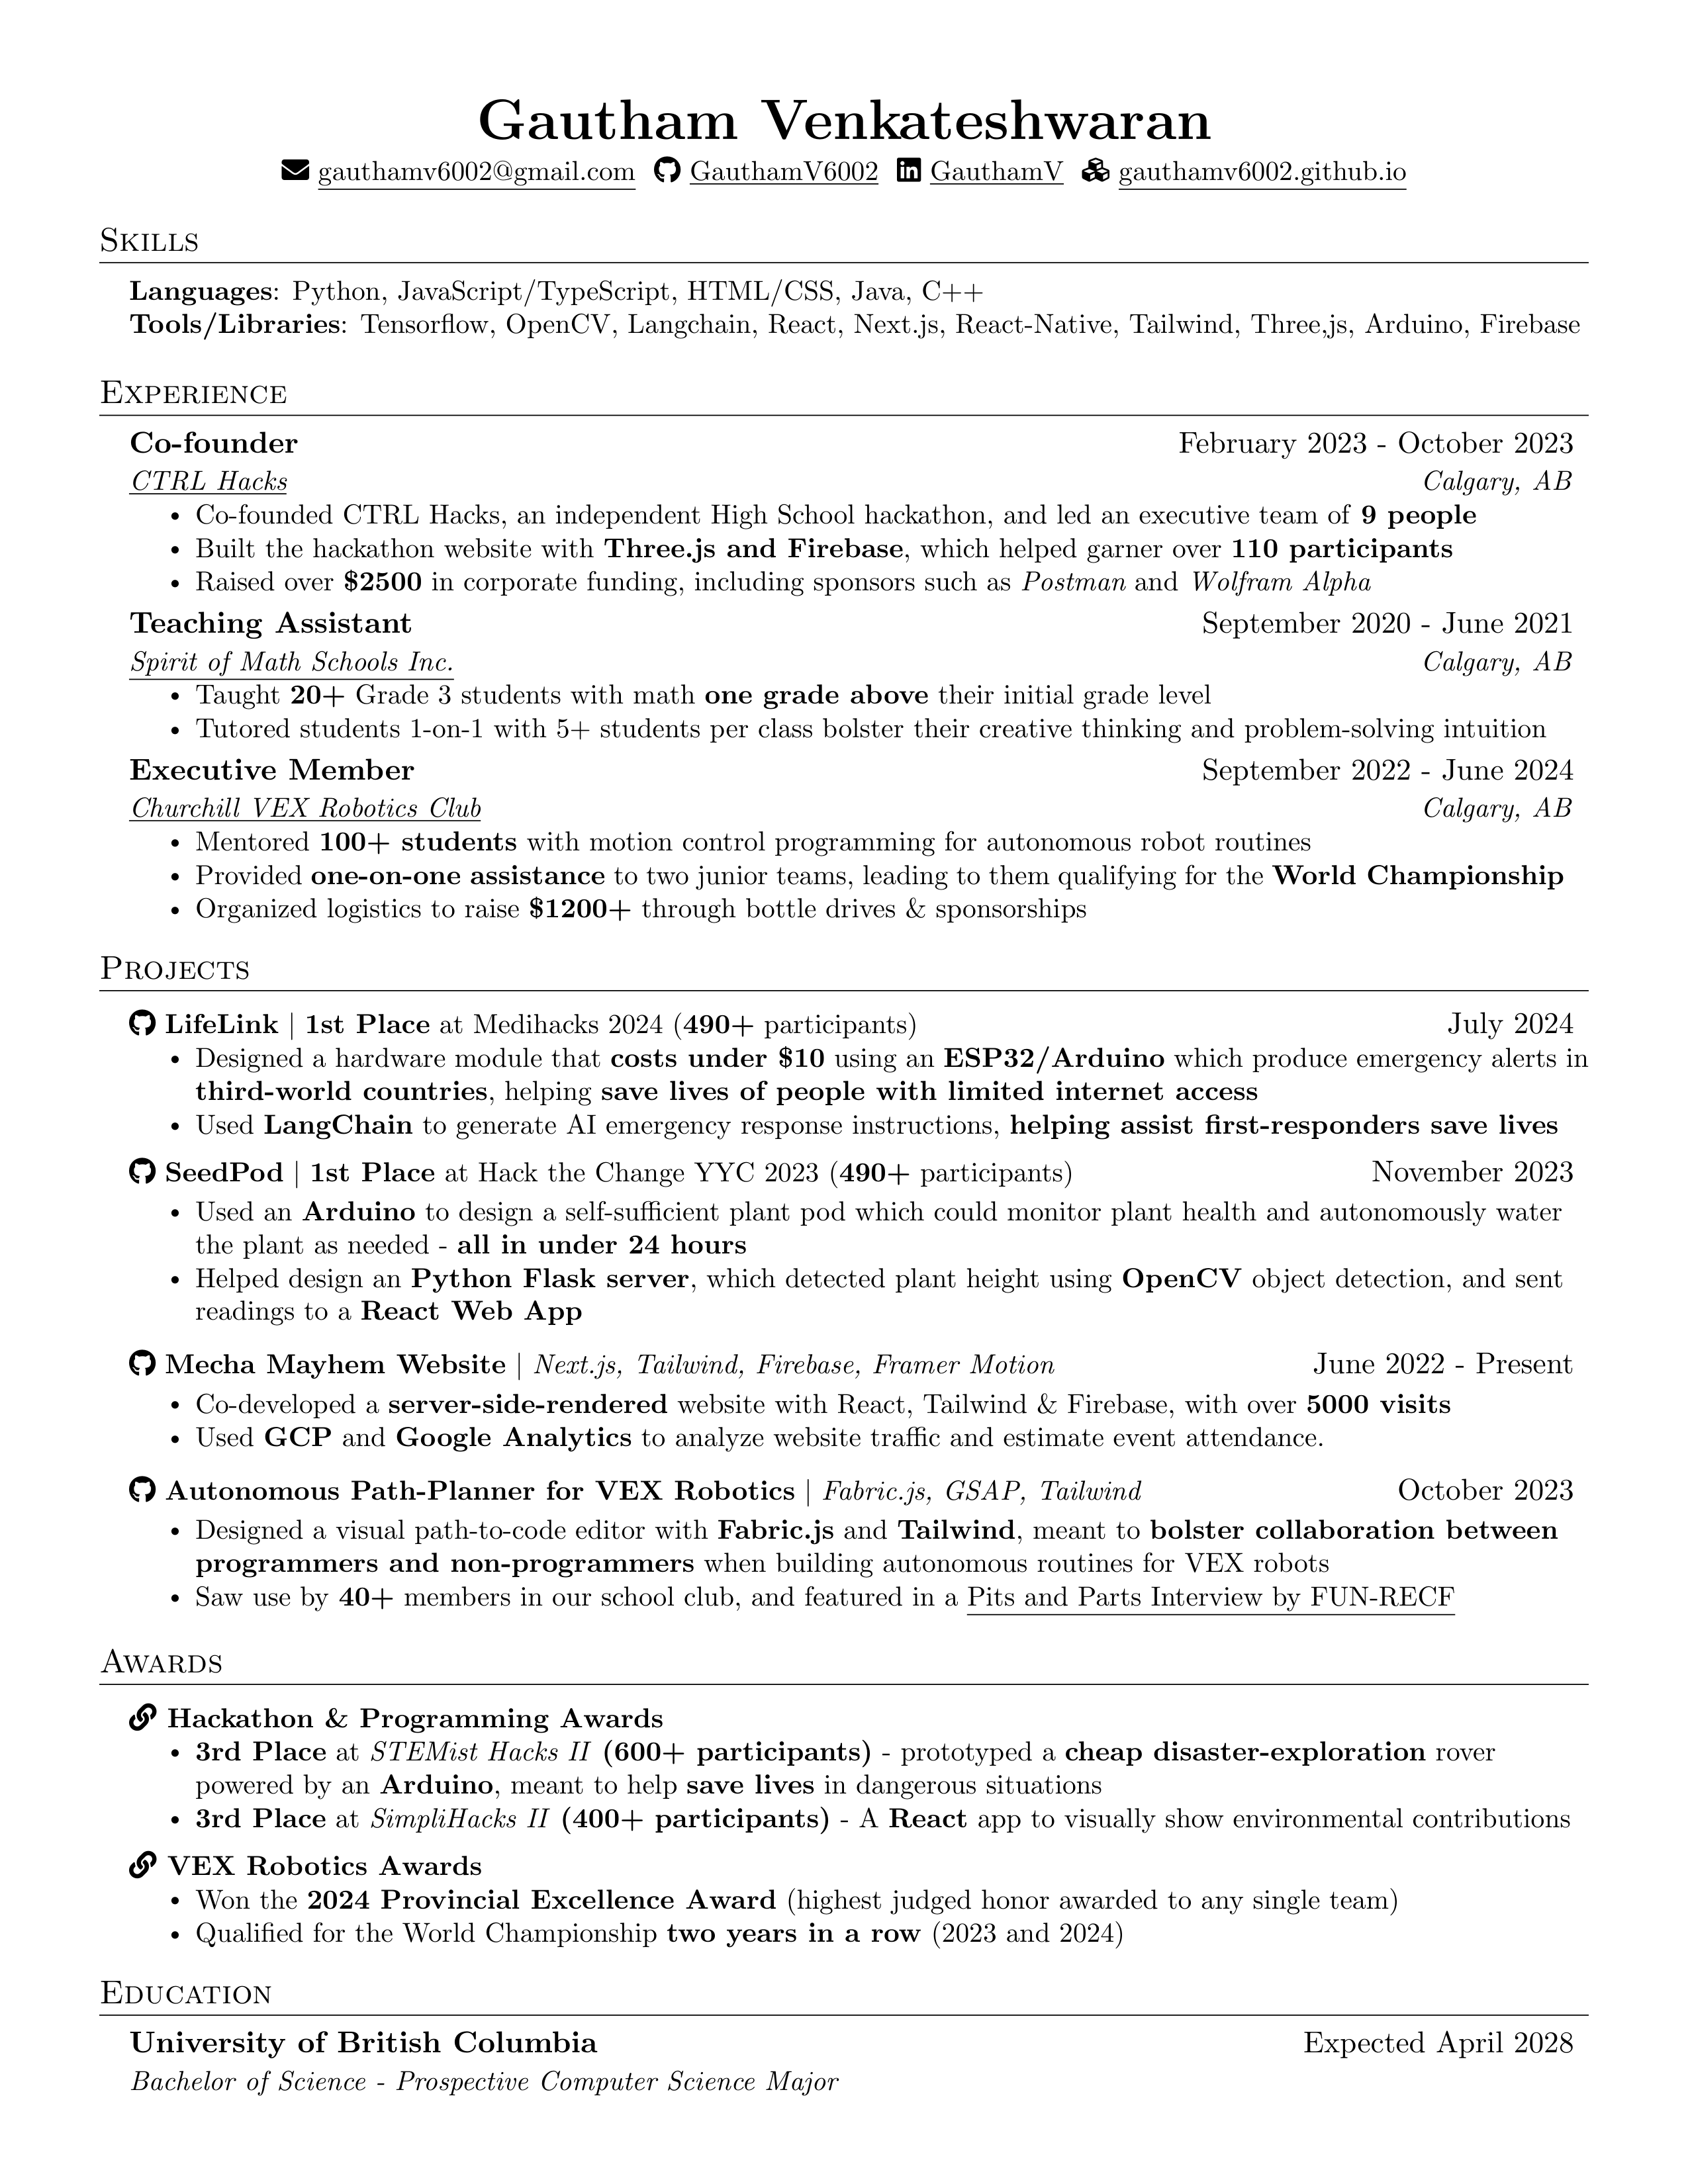 Gautham Venkateshwaran
gauthamv6002@gmail.com GauthamV6002 GauthamV gauthamv6002.github.io
Skills
Languages: Python, JavaScript/TypeScript, HTML/CSS, Java, C++
Tools/Libraries: Tensorflow, OpenCV, Langchain, React, Next.js, React-Native, Tailwind, Three,js, Arduino, Firebase
Experience
Co-founder February 2023 - October 2023
CTRL Hacks Calgary, AB
• Co-founded CTRL Hacks, an independent High School hackathon, and led an executive team of 9 people
• Built the hackathon website with Three.js and Firebase, which helped garner over 110 participants
• Raised over $2500 in corporate funding, including sponsors such as Postman and Wolfram Alpha
Teaching Assistant September 2020 - June 2021
Spirit of Math Schools Inc. Calgary, AB
• Taught 20+ Grade 3 students with math one grade above their initial grade level
• Tutored students 1-on-1 with 5+ students per class bolster their creative thinking and problem-solving intuition
Executive Member September 2022 - June 2024
Churchill VEX Robotics Club Calgary, AB
• Mentored 100+ students with motion control programming for autonomous robot routines
• Provided one-on-one assistance to two junior teams, leading to them qualifying for the World Championship
• Organized logistics to raise $1200+ through bottle drives & sponsorships
Projects
LifeLink | 1st Place at Medihacks 2024 (490+ participants) July 2024
• Designed a hardware module that costs under $10 using an ESP32/Arduino which produce emergency alerts in
third-world countries, helping save lives of people with limited internet access
• Used LangChain to generate AI emergency response instructions, helping assist first-responders save lives
SeedPod | 1st Place at Hack the Change YYC 2023 (490+ participants) November 2023
• Used an Arduino to design a self-sufficient plant pod which could monitor plant health and autonomously water
the plant as needed - all in under 24 hours
• Helped design an Python Flask server, which detected plant height using OpenCV object detection, and sent
readings to a React Web App
Mecha Mayhem Website | Next.js, Tailwind, Firebase, Framer Motion June 2022 - Present
• Co-developed a server-side-rendered website with React, Tailwind & Firebase, with over 5000 visits
• Used GCP and Google Analytics to analyze website traffic and estimate event attendance.
Autonomous Path-Planner for VEX Robotics | Fabric.js, GSAP, Tailwind October 2023
• Designed a visual path-to-code editor with Fabric.js and Tailwind, meant to bolster collaboration between
programmers and non-programmers when building autonomous routines for VEX robots
• Saw use by 40+ members in our school club, and featured in a Pits and Parts Interview by FUN-RECF
Awards
Hackathon & Programming Awards
• 3rd Place at STEMist Hacks II (600+ participants) - prototyped a cheap disaster-exploration rover
powered by an Arduino, meant to help save lives in dangerous situations
• 3rd Place at SimpliHacks II (400+ participants) - A React app to visually show environmental contributions
VEX Robotics Awards
• Won the 2024 Provincial Excellence Award (highest judged honor awarded to any single team)
• Qualified for the World Championship two years in a row (2023 and 2024)
Education
University of British Columbia Expected April 2028
Bachelor of Science - Prospective Computer Science Major